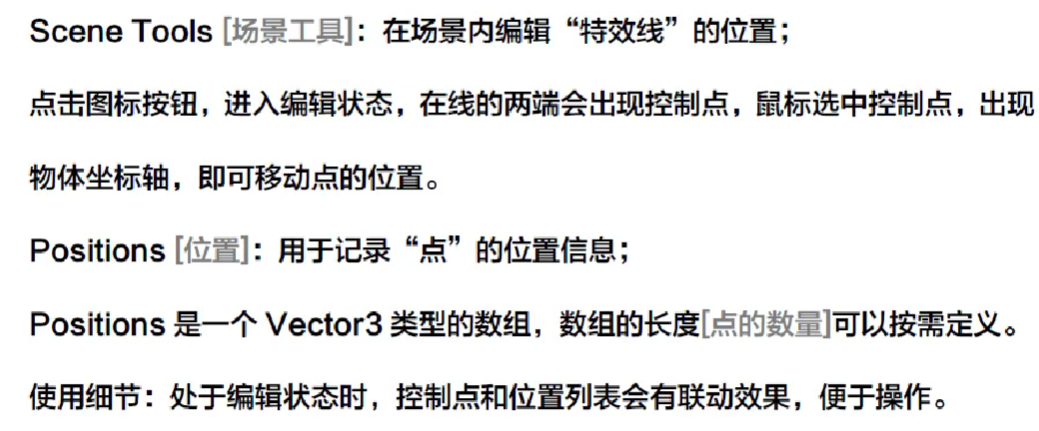 Scene Tools [场景工具]：在场景内编辑“特效线”的位置；
点击图标按钮，进入编辑状态，在线的两端会出现控制点，鼠标选中控制点，出现
物体坐标轴，即可移动点的位置。
Positions [位置]：用于记录“点”的位置信息；
Positions 是一个 Vector3 类型的数组，数组的长度[点的数量]可以按需定义。
使用细节：处于编辑状态时，控制点和位置列表会有联动效果，便于操作。